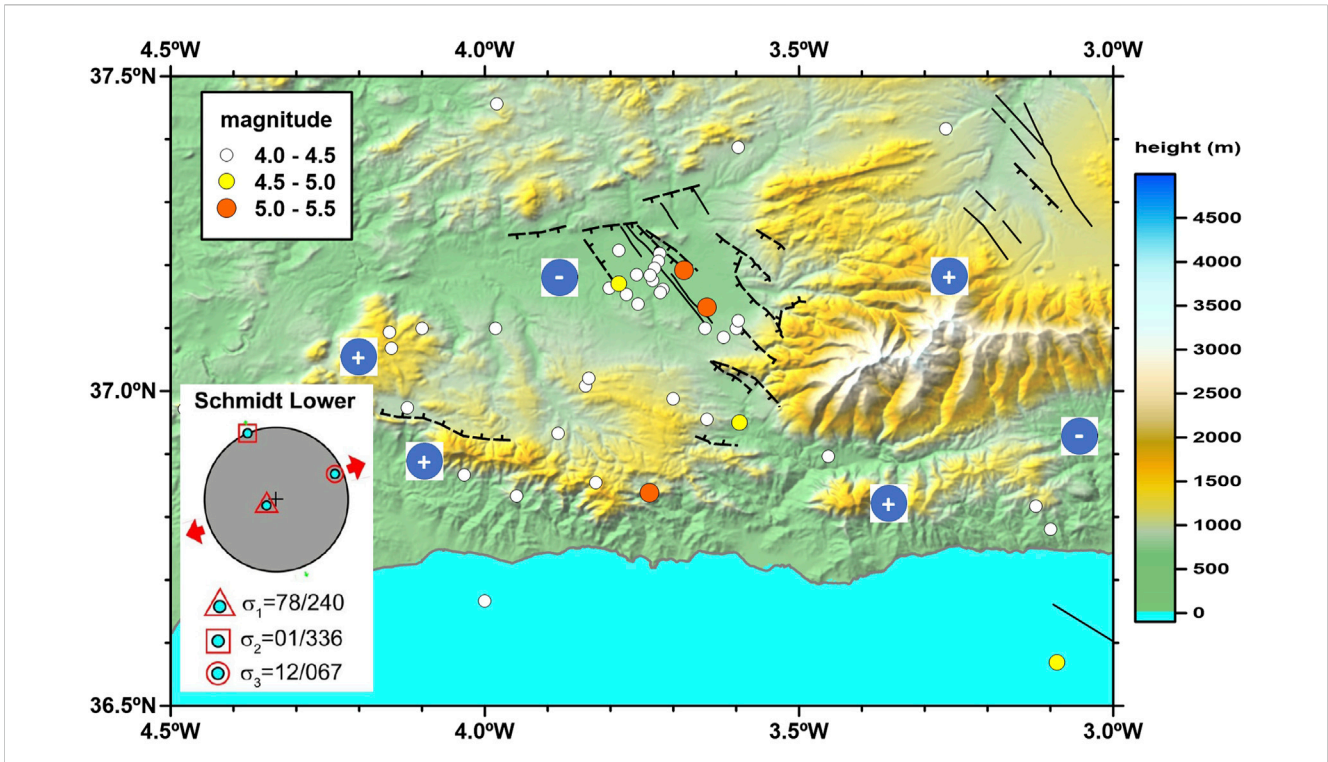 4.5ºW 4.0ºW 3.5ºW 3.0ºW
37.5ºN
magnitude
4.0 - 4.5
4.5 - 5.0
5.0 - 5.5
height (m)
4500
4000
3500
3000
2500
2000
1500
1000
500
0
- +
+
37.0ºN
+ - +
Schmidt Lower
σ1=78/240
σ2=01/336
σ3=12/067
36.5ºN
4.5ºW 4.0ºW 3.5ºW 3.0ºW